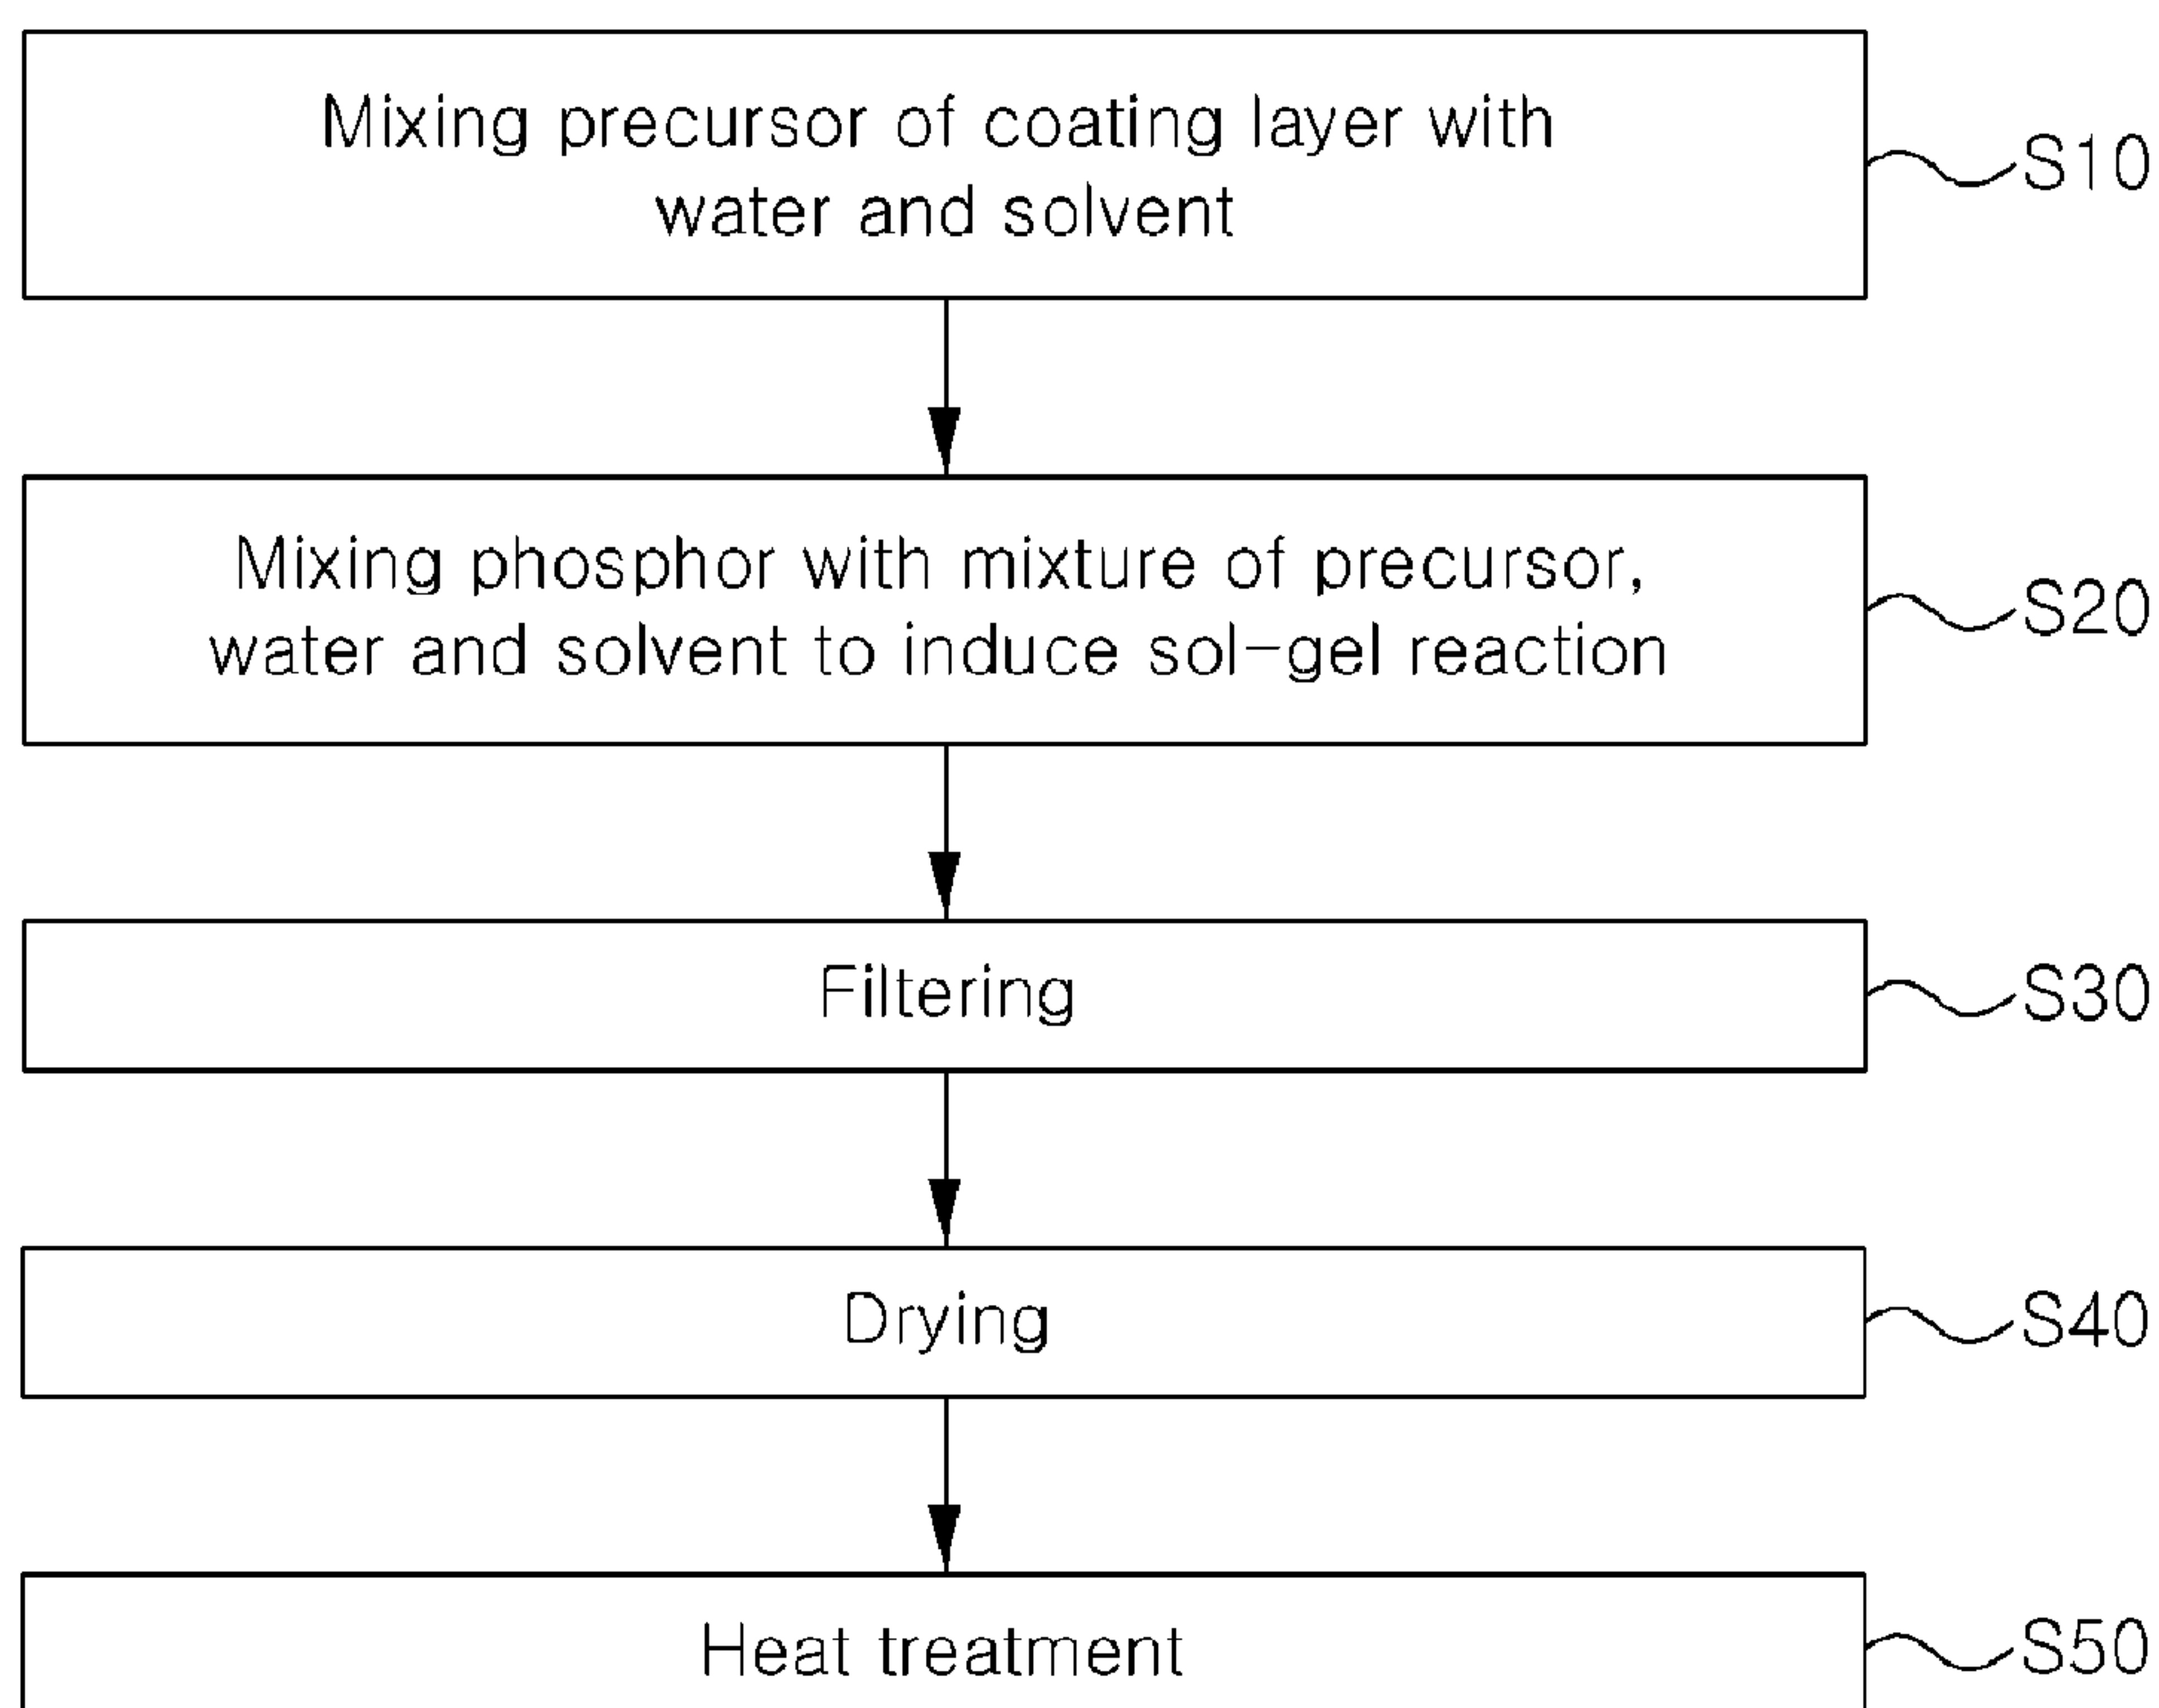 Mixing precursor of coating layer with
water and solvent
S10
Mixing phosphor with mixture of precursor,
water and solvent to induce sol-gel reaction
S20
Filtering
S30
Drying
S40
Heat treatment
S50